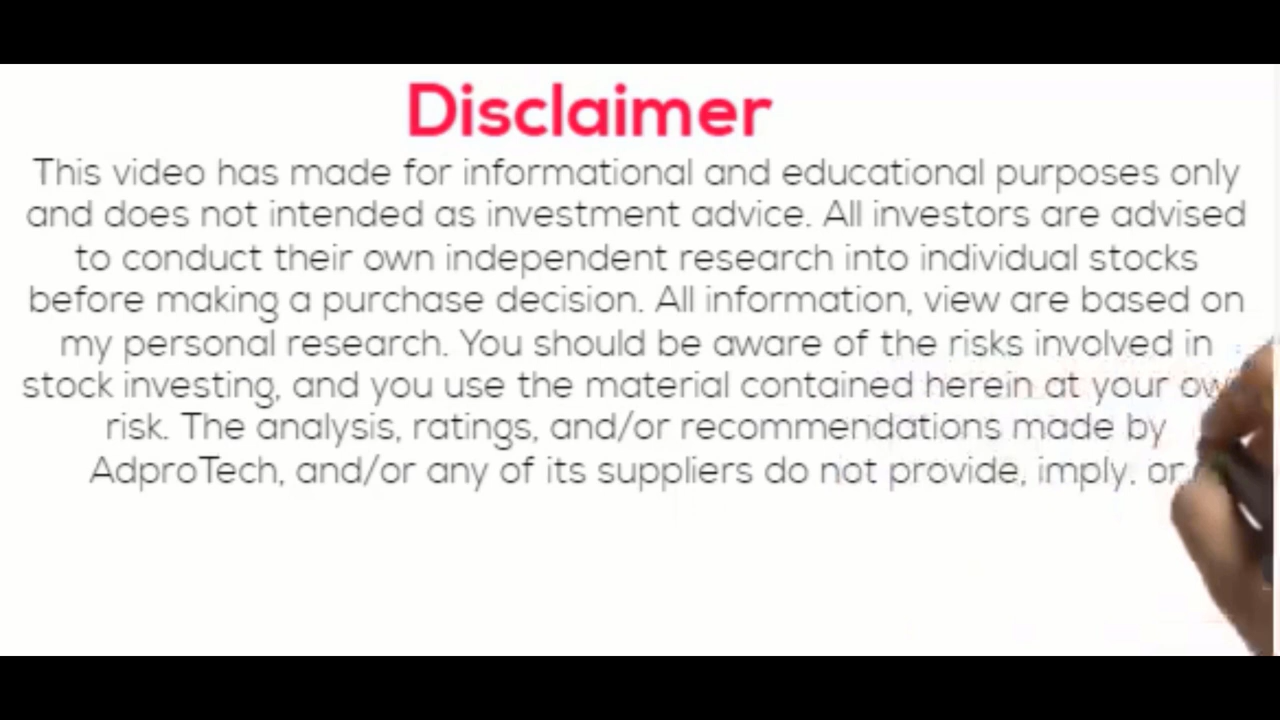 Disclaimer
This video has made for informational and educational purposes only
and does not intended as investment advice. All investors are advised
to conduct their own independent research into individual stocks
before making a purchase decision. All information, view are based on
my personal research. You should be aware of the risks involved in
stock investing, and you use the material contained herein at your
risk. The analysis, ratings, and/or recommendations made by
AdproTech, and/or any of its suppliers do not provide, imply, or